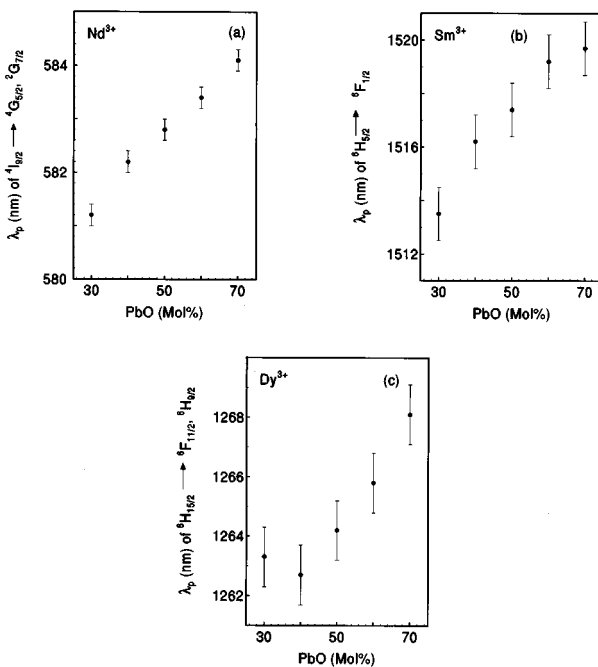 Nd³⁺ (a)
λₚ (nm) of ⁴I₉/₂ ⟶ ⁴G₅/₂, ²G₇/₂
584
582
580
30 50 70
PbO (Mol%)
Sm³⁺ (b)
λₚ (nm) of ⁶H₅/₂ ⟶ ⁶F₁/₂
1520
1516
1512
30 50 70
PbO (Mol%)
Dy³⁺ (c)
λₚ (nm) of ⁶H₁₅/₂ ⟶ ⁶F₁₁/₂, ⁶H₉/₂
1268
1266
1264
1262
30 50 70
PbO (Mol%)